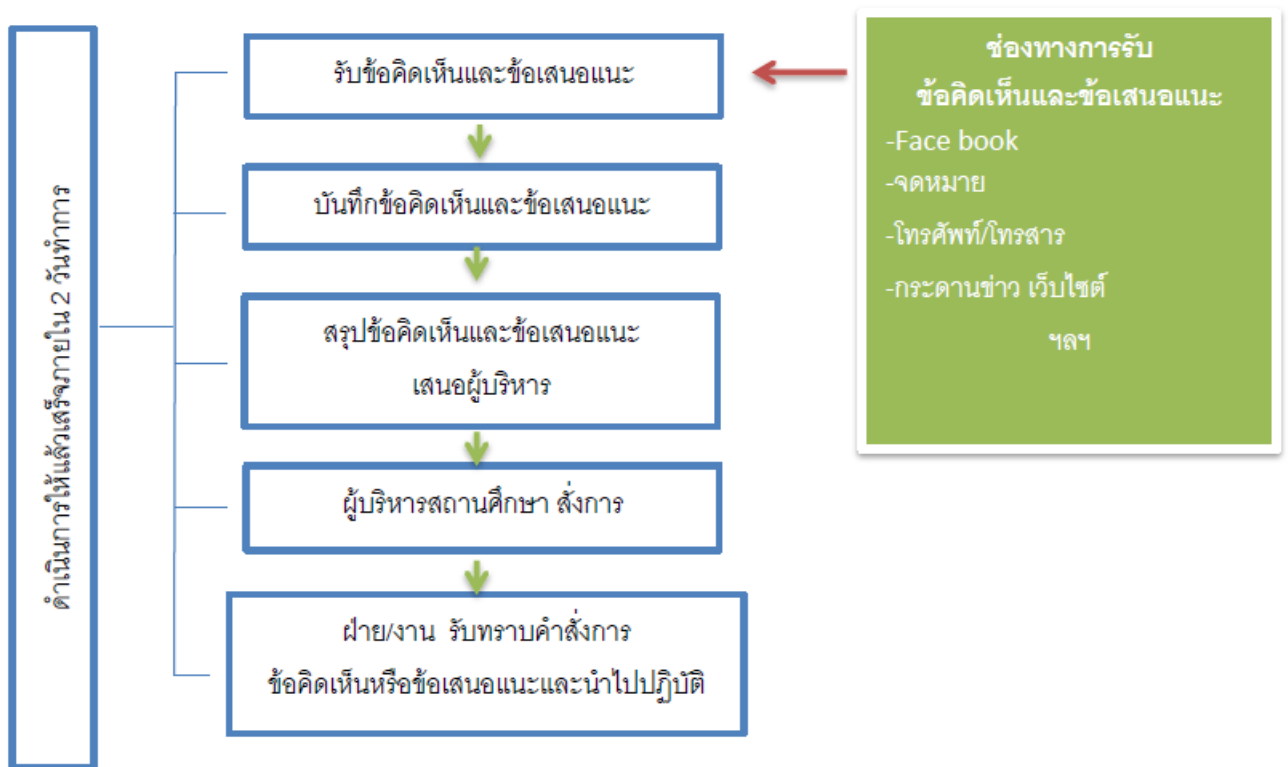 ดำเนินการให้แล้วเสร็จภายใน 2 วันทำการ
รับข้อคิดเห็นและข้อเสนอแนะ
บันทึกข้อคิดเห็นและข้อเสนอแนะ
สรุปข้อคิดเห็นและข้อเสนอแนะ
เสนอผู้บริหาร
ผู้บริหารสถานศึกษา สั่งการ
ฝ่าย/งาน รับทราบคำสั่งการ
ข้อคิดเห็นหรือข้อเสนอแนะและนำไปปฏิบัติ
ช่องทางการรับ
ข้อคิดเห็นและข้อเสนอแนะ
-Face book
-จดหมาย
-โทรศัพท์/โทรสาร
-กระดานข่าว เว็บไซต์
ฯลฯ